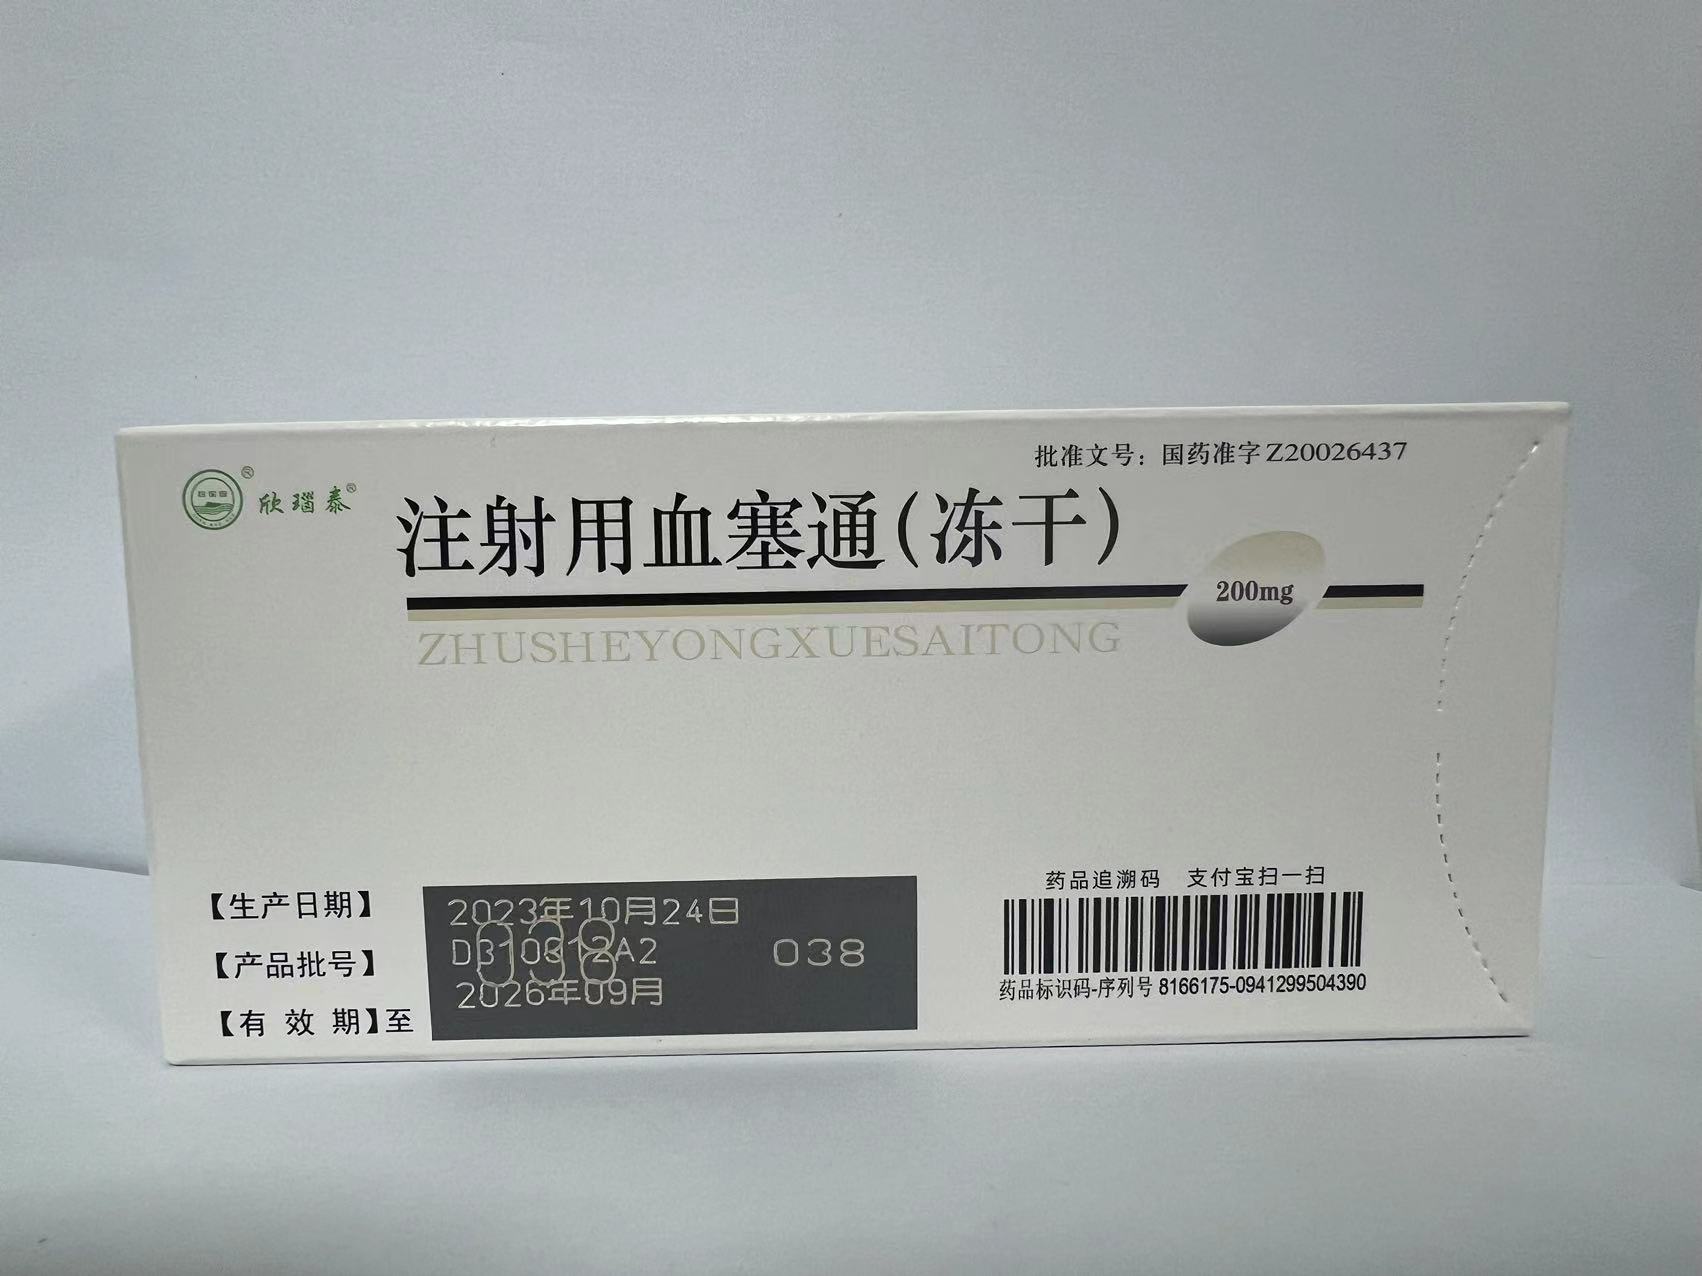 批准文号：国药准字Z20026437
欣瑙泰®
注射用血塞通（冻干）
200mg
ZHUSHEYONGXUESAITONG
药品追溯码 支付宝扫一扫
【生产日期】 2023年10月24日
【产品批号】 038
【有效期】至 2026年09月
药品标识码-序列号 8166175-0941299504390